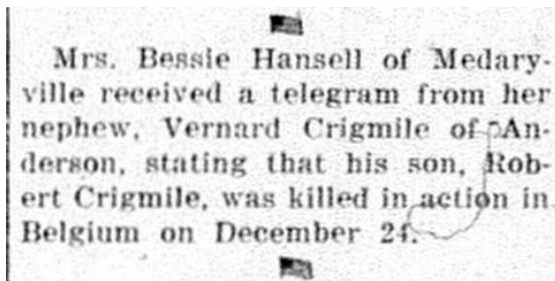 Mrs. Bessie Hansell of Medary-
ville received a telegram from her
nephew, Vernard Crigmile of An-
derson, stating that his son, Rob-
ert Crigmile, was killed in action in
Belgium on December 24.